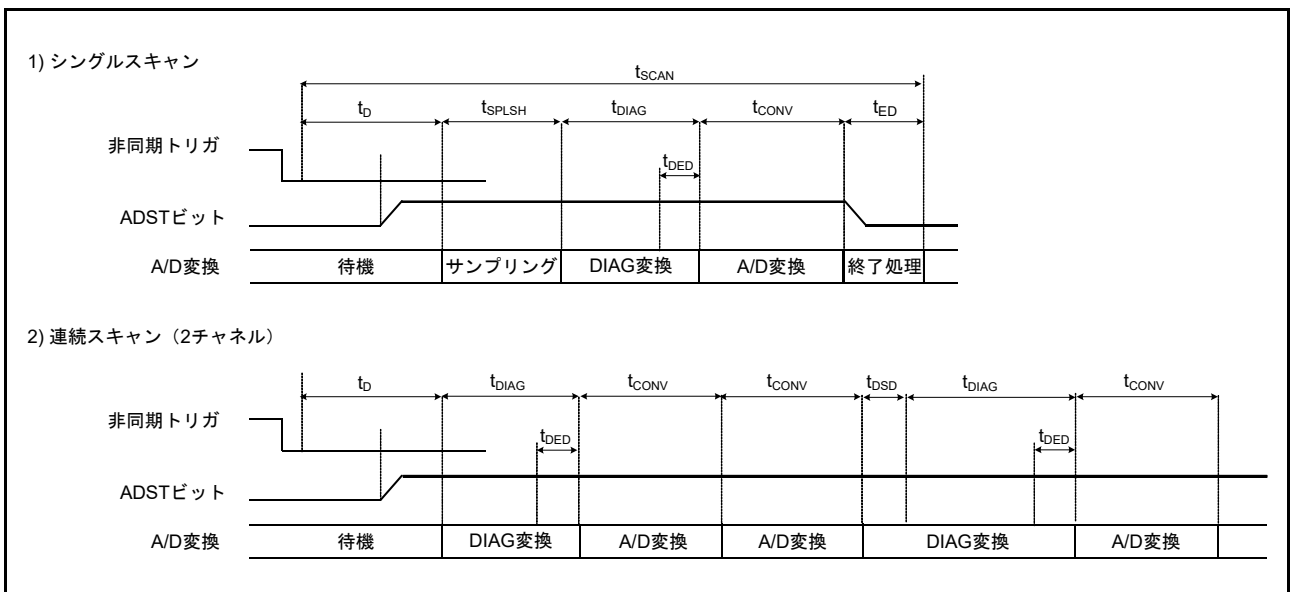 1) シングルスキャン
tSCAN
tD tSPLSH tDIAG tCONV tED
非同期トリガ
tDED
ADSTビット
A/D変換 待機 サンプリング DIAG変換 A/D変換 終了処理
2) 連続スキャン（2チャネル）
tD tDIAG tCONV tCONV tDSD tDIAG tCONV
非同期トリガ
tDED tDED
ADSTビット
A/D変換 待機 DIAG変換 A/D変換 A/D変換 DIAG変換 A/D変換